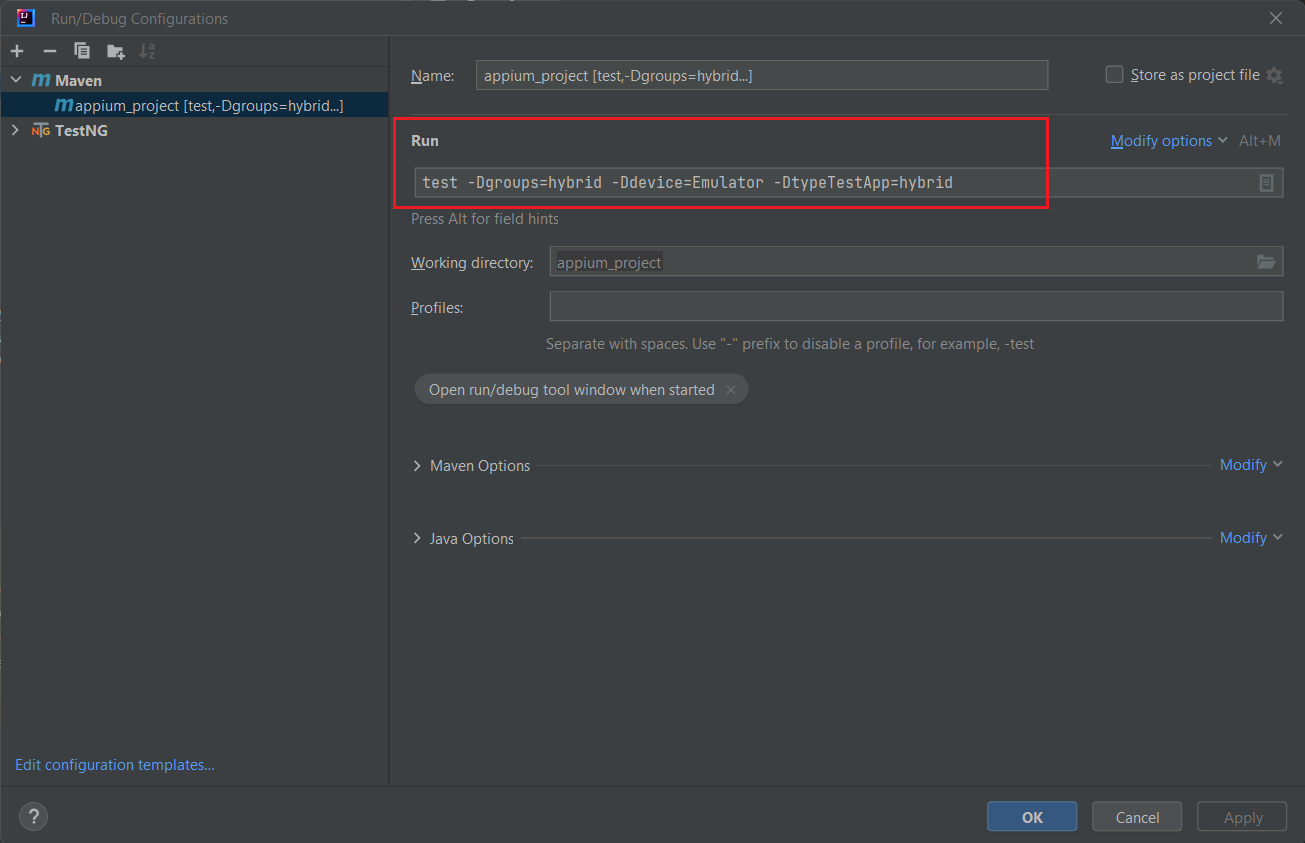 Run/Debug Configurations
Maven
appium_project [test,-Dgroups=hybrid...]
TestNG
Name: appium_project [test,-Dgroups=hybrid...] Store as project file
Run Modify options Alt+M
test -Dgroups=hybrid -Ddevice=Emulator -DtypeTestApp=hybrid
Press Alt for field hints
Working directory: appium_project
Profiles:
Separate with spaces. Use "-" prefix to disable a profile, for example, -test
Open run/debug tool window when started
Maven Options Modify
Java Options Modify
Edit configuration templates...
? OK Cancel Apply